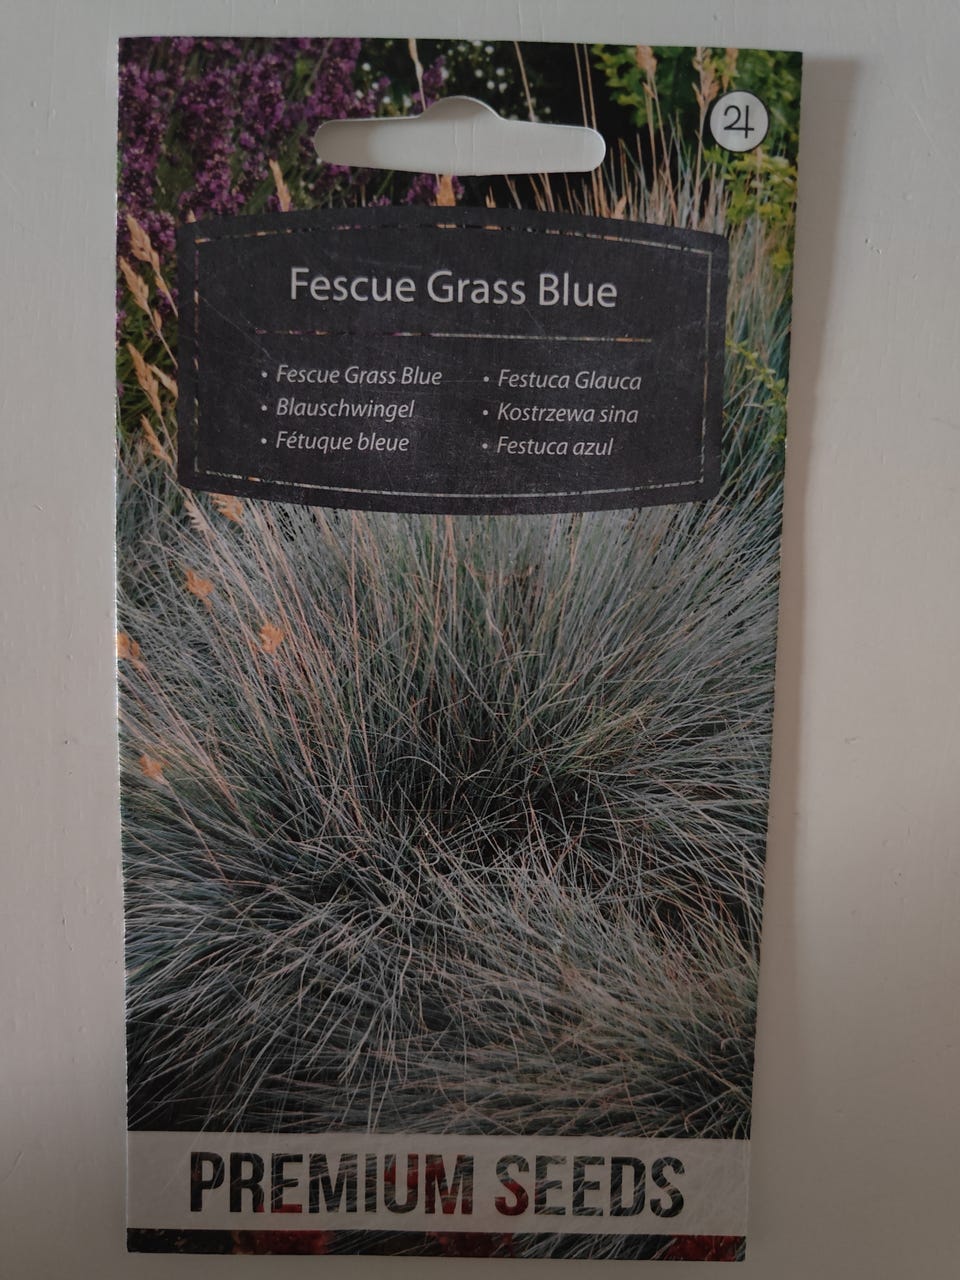 ♃
Fescue Grass Blue
• Fescue Grass Blue
• Blauschwingel
• Fétuque bleue
• Festuca Glauca
• Kostrzewa sina
• Festuca azul
PREMIUM SEEDS